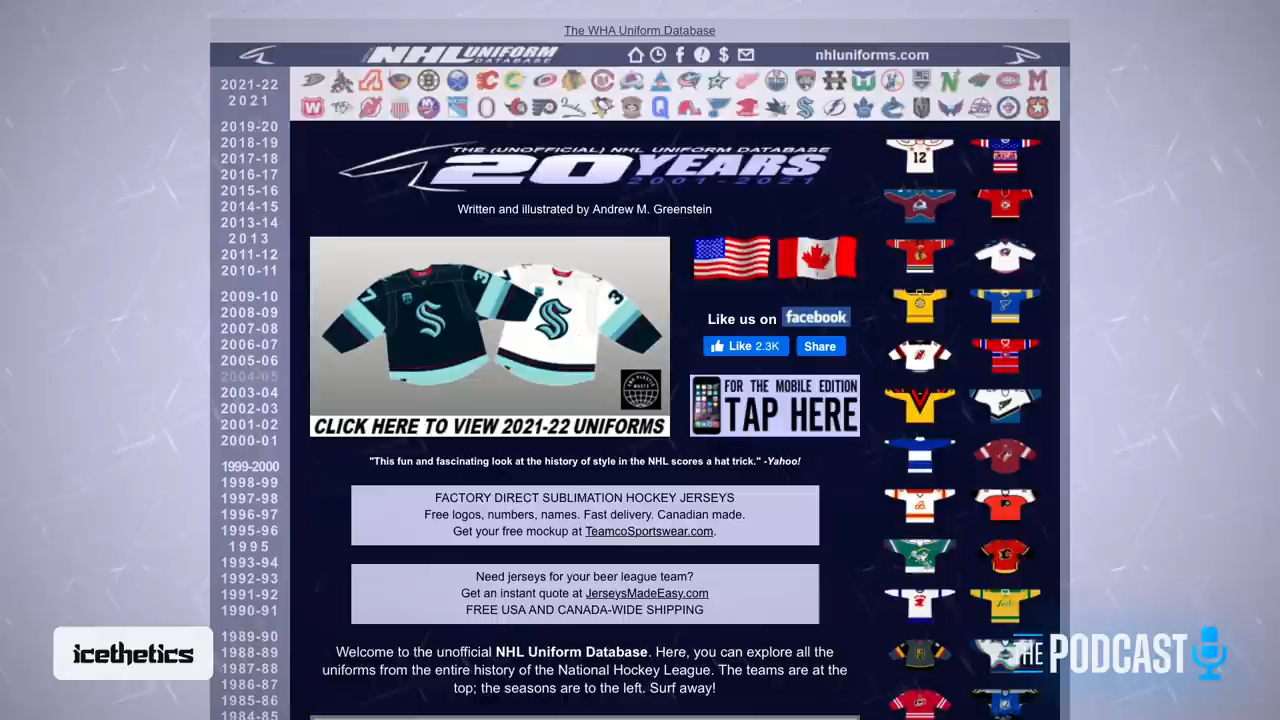 The WHA Uniform Database
NHL UNIFORM
DATABASE
nhluniforms.com
2021-22
2021
2019-20
2018-19
2017-18
2016-17
2015-16
2014-15
2013-14
2013
2011-12
2010-11
2009-10
2008-09
2007-08
2006-07
2005-06
2004-05
2003-04
2002-03
2001-02
2000-01
1999-2000
1998-99
1997-98
1996-97
1995-96
1995
1993-94
1992-93
1991-92
1990-91
1989-90
1988-89
1987-88
1986-87
1985-86
1984-85
THE (UNOFFICIAL) NHL UNIFORM DATABASE
20 YEARS
2001-2021
Written and illustrated by Andrew M. Greenstein
CLICK HERE TO VIEW 2021-22 UNIFORMS
Like us on facebook
Like 2.3K Share
FOR THE MOBILE EDITION
TAP HERE
"This fun and fascinating look at the history of style in the NHL scores a hat trick." -Yahoo!
FACTORY DIRECT SUBLIMATION HOCKEY JERSEYS
Free logos, numbers, names. Fast delivery. Canadian made.
Get your free mockup at TeamcoSportswear.com.
Need jerseys for your beer league team?
Get an instant quote at JerseysMadeEasy.com
FREE USA AND CANADA-WIDE SHIPPING
Welcome to the unofficial NHL Uniform Database. Here, you can explore all the
uniforms from the entire history of the National Hockey League. The teams are at the
top; the seasons are to the left. Surf away!
12
icethetics
THE PODCAST